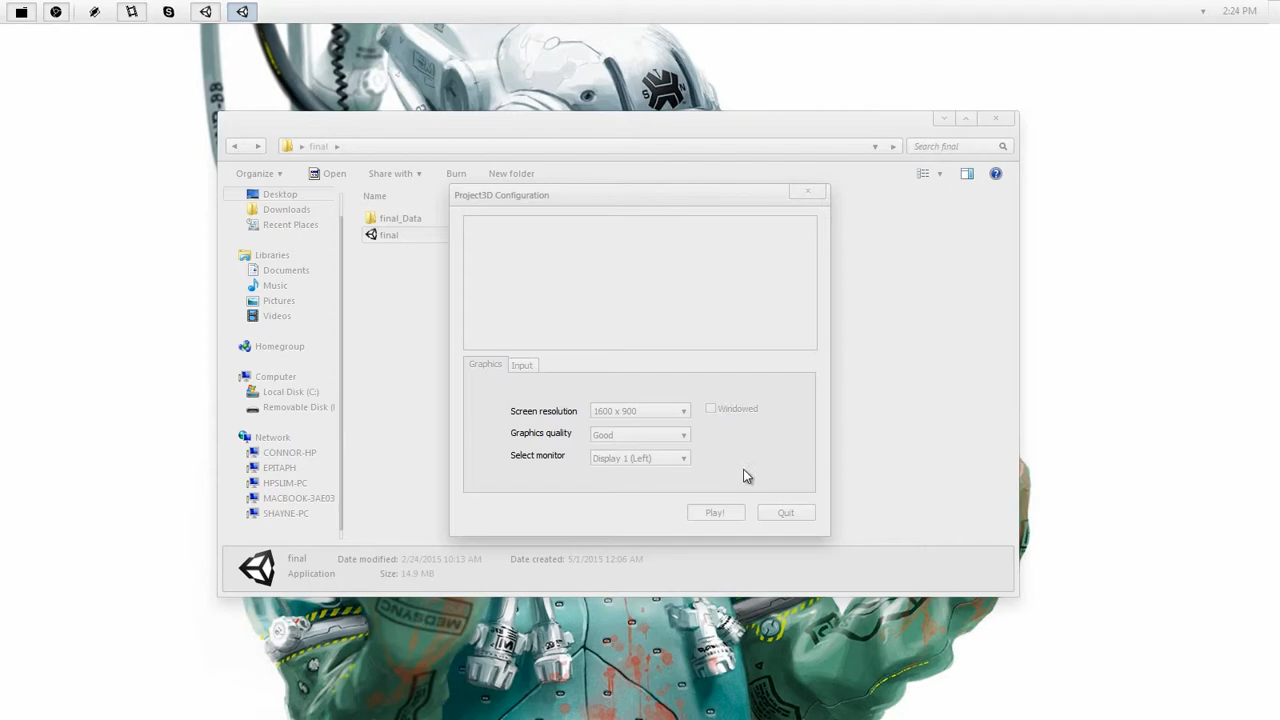 2:24 PM
final
Search final
Organize
Open
Share with
Burn
New folder
Desktop
Downloads
Recent Places
Libraries
Documents
Music
Pictures
Videos
Homegroup
Computer
Local Disk (C:)
Removable Disk (I
Network
CONNOR-HP
EPITAPH
HPSLIM-PC
MACBOOK-3AE03
SHAYNE-PC
Name
final_Data
final
Project3D Configuration
Graphics
Input
Screen resolution
1600 x 900
Windowed
Graphics quality
Good
Select monitor
Display 1 (Left)
Play!
Quit
final
Date modified: 2/24/2015 10:13 AM
Date created: 5/1/2015 12:06 AM
Application
Size: 14.9 MB
S N
MEDSYNC